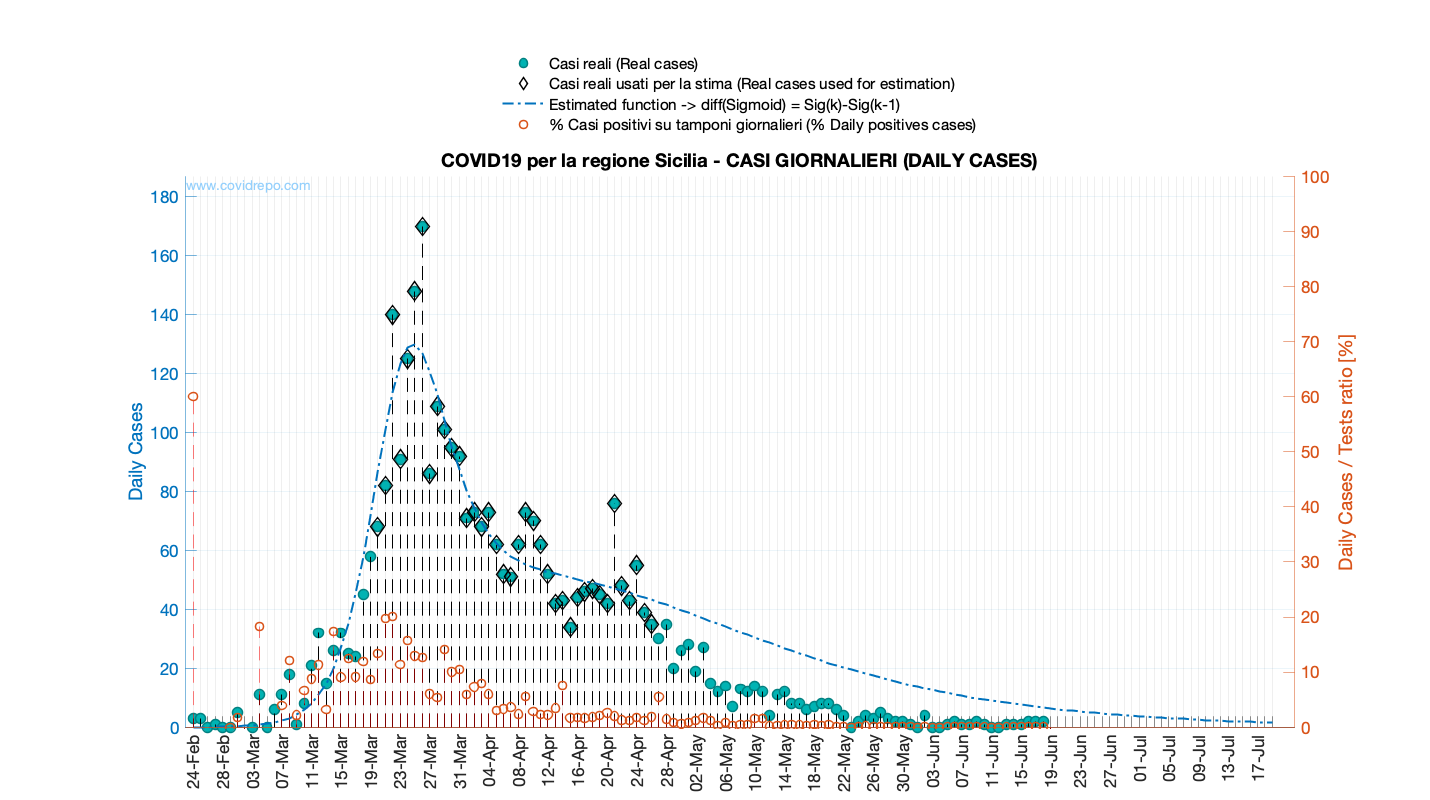 Casi reali (Real cases)
Casi reali usati per la stima (Real cases used for estimation)
Estimated function -> diff(Sigmoid) = Sig(k)-Sig(k-1)
% Casi positivi su tamponi giornalieri (% Daily positives cases)
COVID19 per la regione Sicilia - CASI GIORNALIERI (DAILY CASES)
www.covidrepo.com
180
160
140
120
100
80
60
40
20
0
Daily Cases
100
90
80
70
60
50
40
30
20
10
0
Daily Cases / Tests ratio [%]
24-Feb
28-Feb
03-Mar
07-Mar
11-Mar
15-Mar
19-Mar
23-Mar
27-Mar
31-Mar
04-Apr
08-Apr
12-Apr
16-Apr
20-Apr
24-Apr
28-Apr
02-May
06-May
10-May
14-May
18-May
22-May
26-May
30-May
03-Jun
07-Jun
11-Jun
15-Jun
19-Jun
23-Jun
27-Jun
01-Jul
05-Jul
09-Jul
13-Jul
17-Jul